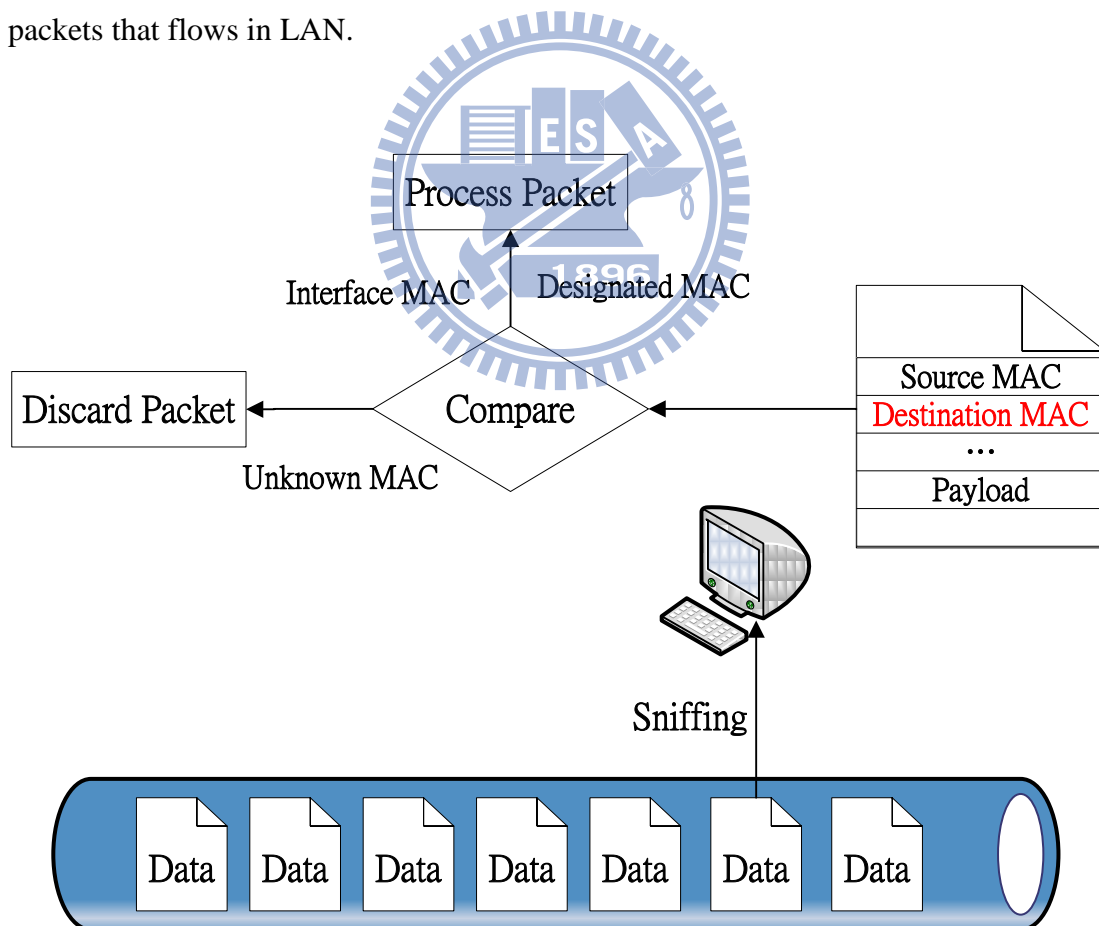 packets that flows in LAN.
E S A
Process Packet
1896
Interface MAC
Designated MAC
Source MAC
Discard Packet
Compare
Destination MAC
...
Unknown MAC
Payload
Sniffing
Data
Data
Data
Data
Data
Data
Data